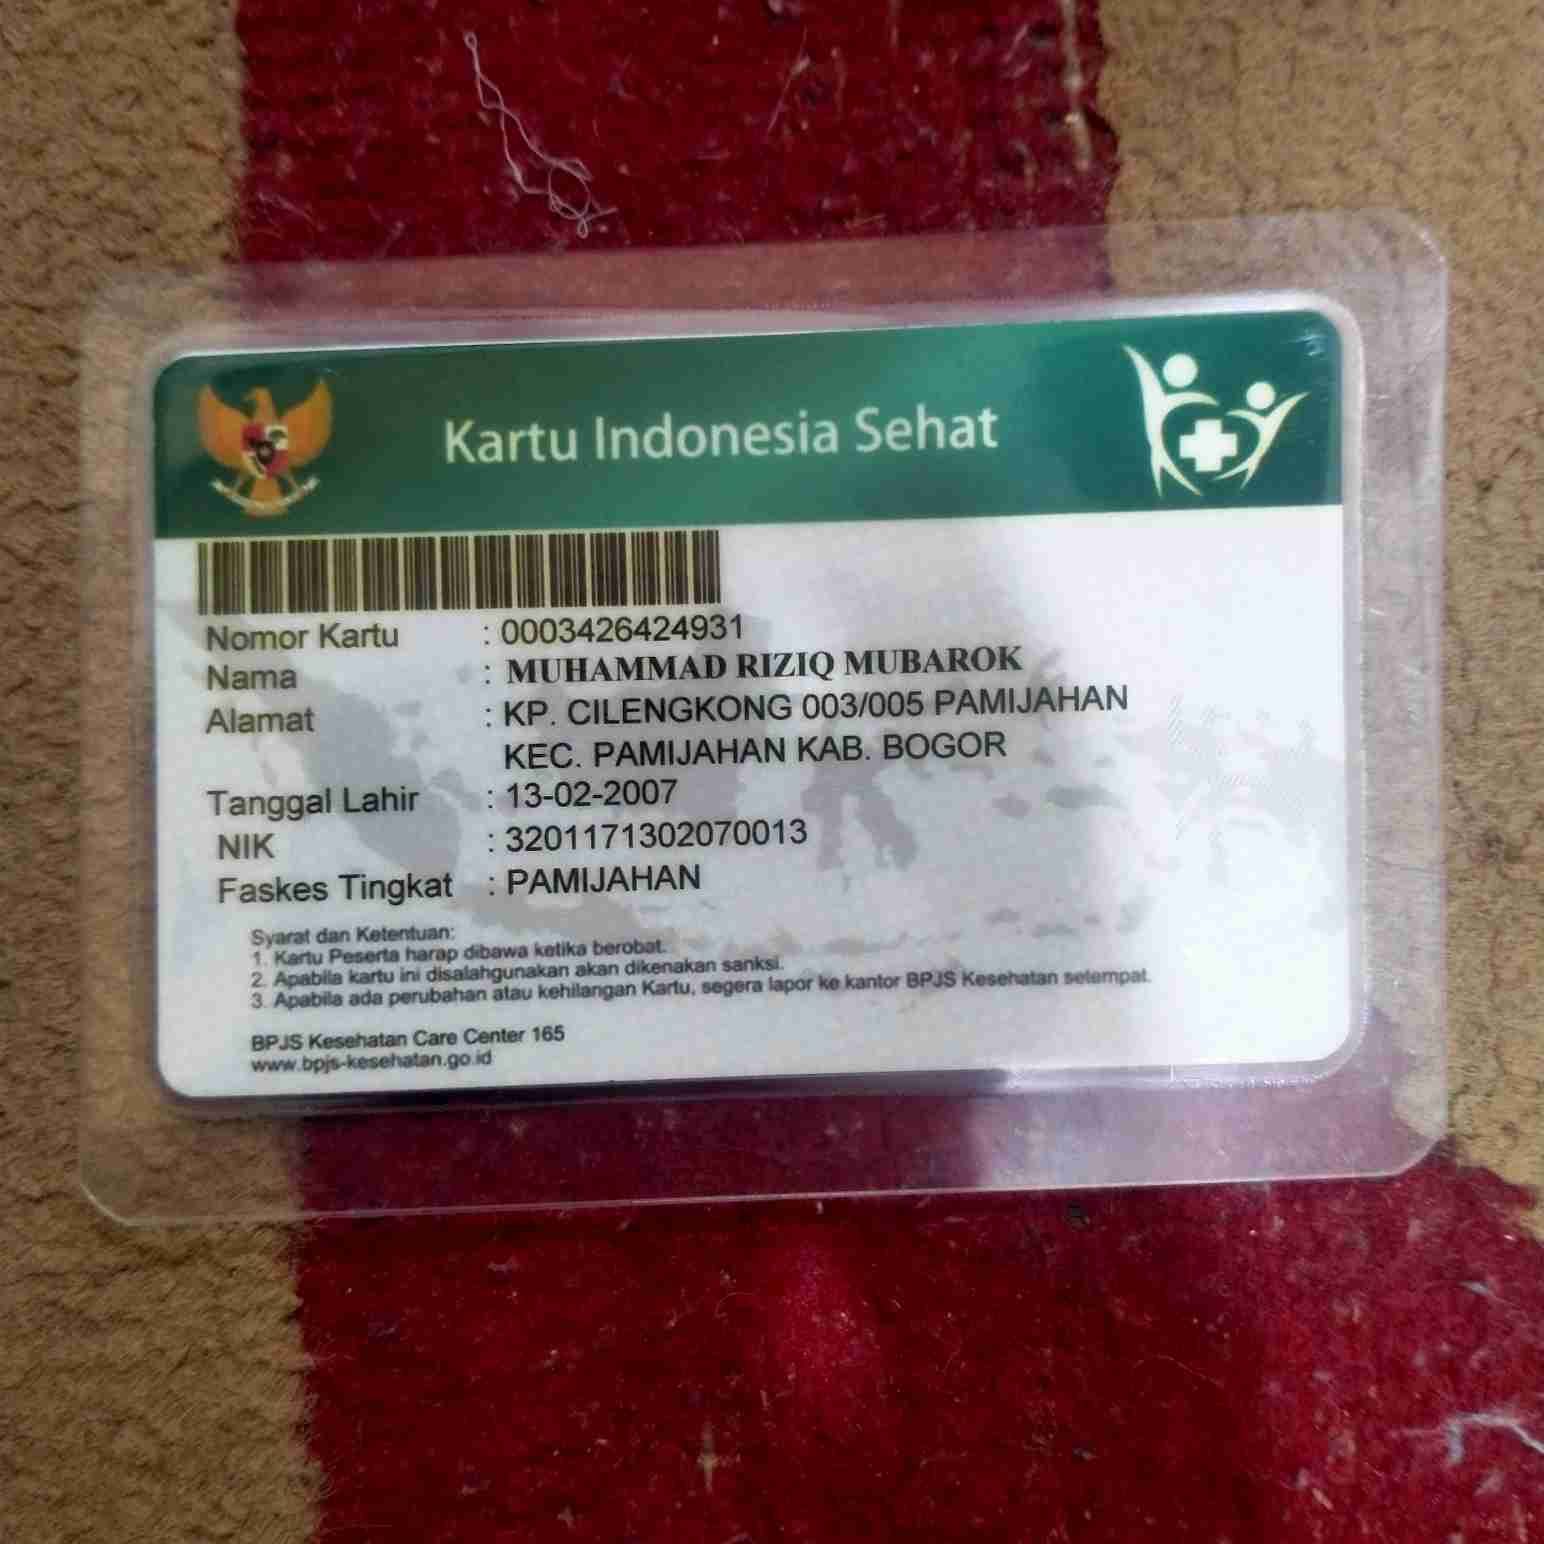 Kartu Indonesia Sehat
Nomor Kartu : 0003426424931
Nama : MUHAMMAD RIZIQ MUBAROK
Alamat : KP. CILENGKONG 003/005 PAMIJAHAN
KEC. PAMIJAHAN KAB. BOGOR
Tanggal Lahir : 13-02-2007
NIK : 3201171302070013
Faskes Tingkat : PAMIJAHAN
Syarat dan Ketentuan:
1. Kartu Peserta harap dibawa ketika berobat.
2. Apabila kartu ini disalahgunakan akan dikenakan sanksi.
3. Apabila ada perubahan atau kehilangan Kartu, segera lapor ke kantor BPJS Kesehatan setempat.
BPJS Kesehatan Care Center 165
www.bpjs-kesehatan.go.id